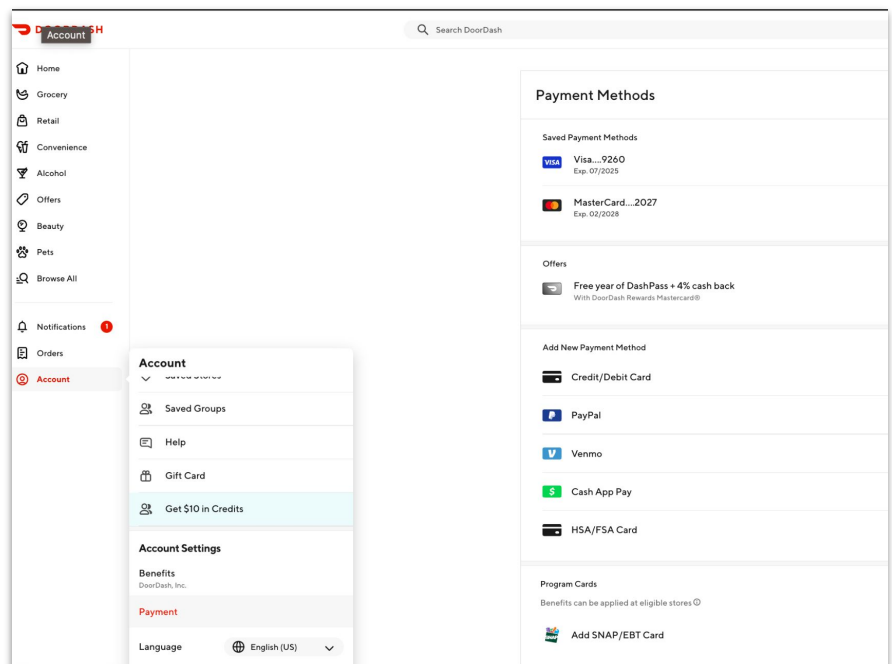 Account
Search DoorDash
Home
Grocery
Retail
Convenience
Alcohol
Offers
Beauty
Pets
Browse All
Notifications 1
Orders
Account
Account
Saved Stores
Saved Groups
Help
Gift Card
Get $10 in Credits
Account Settings
Benefits
DoorDash, Inc.
Payment
Language English (US)
Payment Methods
Saved Payment Methods
VISA Visa....9260
Exp. 07/2025
MasterCard....2027
Exp. 02/2028
Offers
Free year of DashPass + 4% cash back
With DoorDash Rewards Mastercard®
Add New Payment Method
Credit/Debit Card
PayPal
Venmo
Cash App Pay
HSA/FSA Card
Program Cards
Benefits can be applied at eligible stores
SNAP Add SNAP/EBT Card